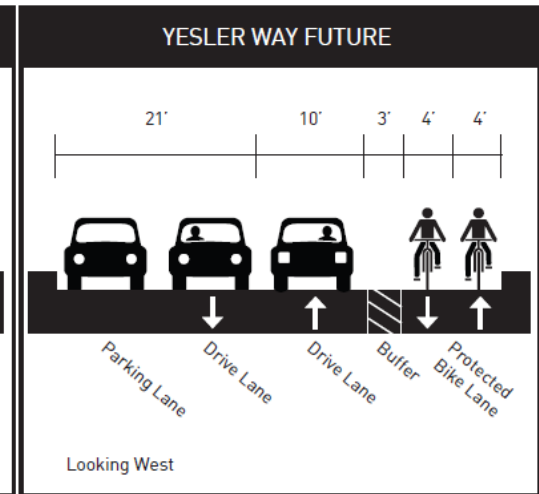 YESLER WAY FUTURE
21' 10' 3' 4' 4'
Parking Lane
Drive Lane
Drive Lane
Buffer
Protected
Bike Lane
Looking West